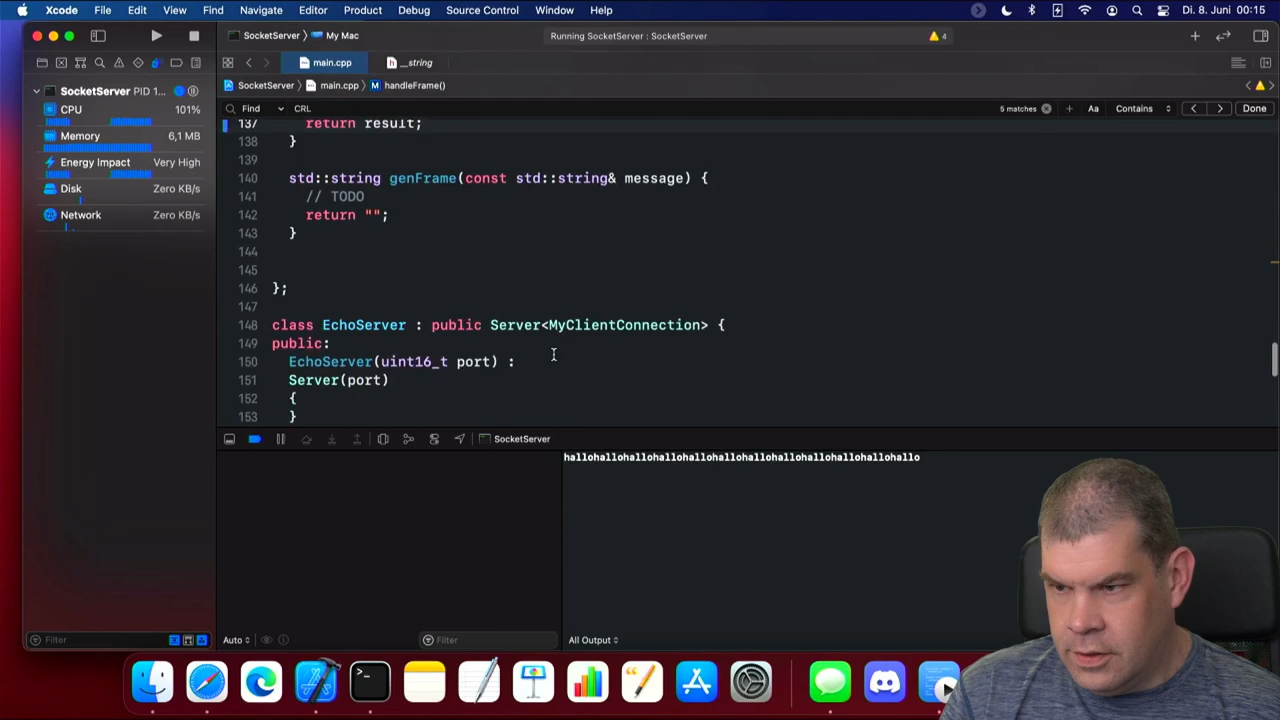 Xcode File Edit View Find Navigate Editor Product Debug Source Control Window Help Di. 8. Juni 00:15
SocketServer My Mac Running SocketServer : SocketServer 4
main.cpp h __string
SocketServer main.cpp M handleFrame()
SocketServer PID 1...
CPU 101%
Memory 6,1 MB
Energy Impact Very High
Disk Zero KB/s
Network Zero KB/s
Find CRL 5 matches Aa Contains Done
137 return result;
138 }
139
140 std::string genFrame(const std::string& message) {
141 // TODO
142 return "";
143 }
144
145
146 };
147
148 class EchoServer : public Server<MyClientConnection> {
149 public:
150 EchoServer(uint16_t port) :
151 Server(port)
152 {
153 }
SocketServer
hallohallohallohallohallohallohallohallohallohallohallohallo
Filter Auto Filter All Output